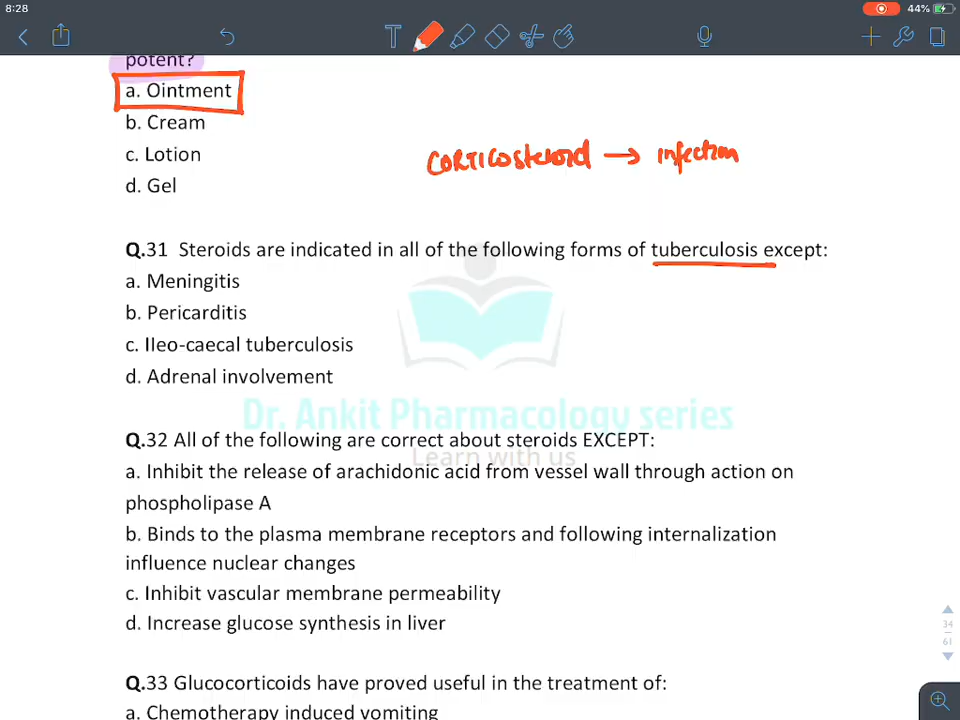 8:28
44%
T
potent?
a. Ointment
b. Cream
c. Lotion
CORTICosteroid → infection
d. Gel
Q.31 Steroids are indicated in all of the following forms of tuberculosis except:
a. Meningitis
b. Pericarditis
c. IIeo-caecal tuberculosis
d. Adrenal involvement
Dr. Ankit Pharmacology series
Learn with us
Q.32 All of the following are correct about steroids EXCEPT:
a. Inhibit the release of arachidonic acid from vessel wall through action on
phospholipase A
b. Binds to the plasma membrane receptors and following internalization
influence nuclear changes
c. Inhibit vascular membrane permeability
d. Increase glucose synthesis in liver
34
61
Q.33 Glucocorticoids have proved useful in the treatment of:
a. Chemotherapy induced vomiting